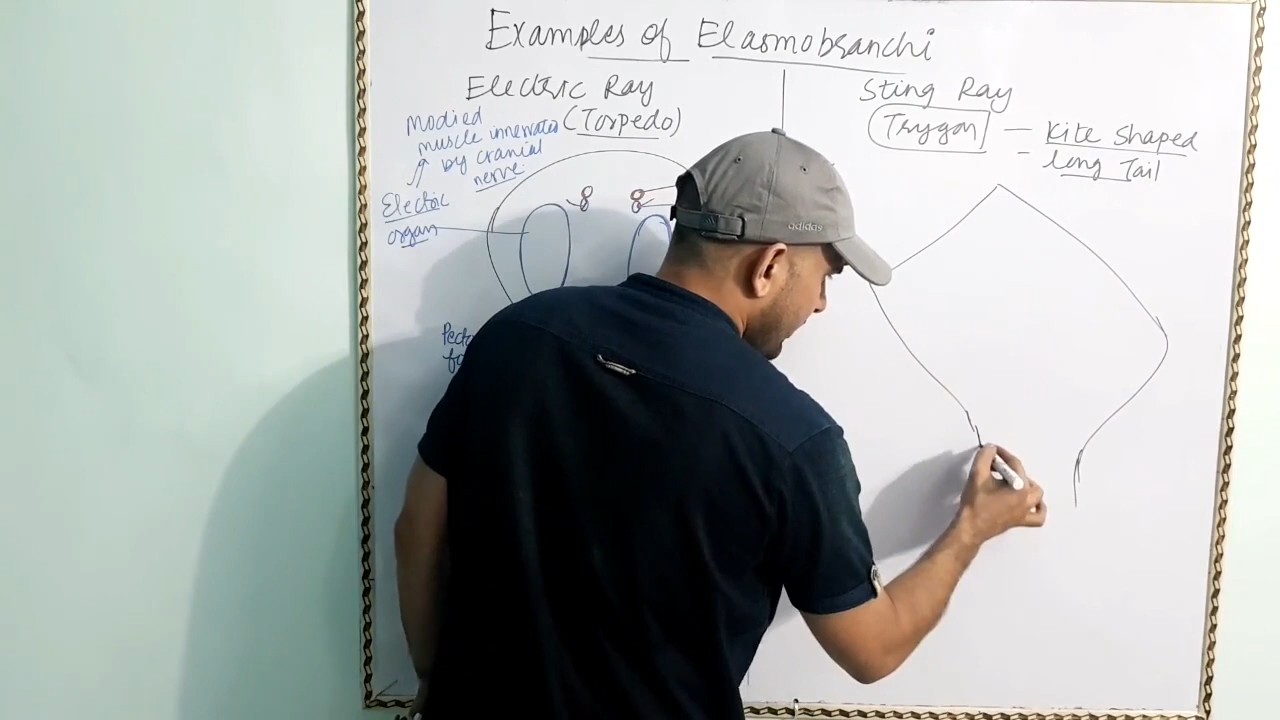 Examples of Elasmobranchi
Electric Ray
(Torpedo)
Modied
muscle innervated
by cranial
nerve
Electric
organ
Sting Ray
Trygon — Kite Shaped
= long Tail
adidas